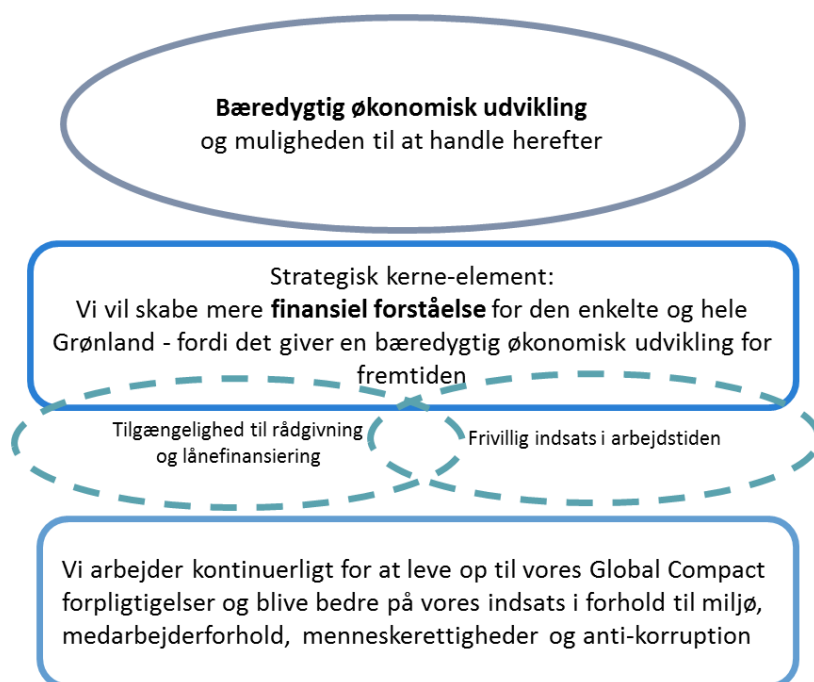 Bæredygtig økonomisk udvikling
og muligheden til at handle herefter
Strategisk kerne-element:
Vi vil skabe mere finansiel forståelse for den enkelte og hele
Grønland - fordi det giver en bæredygtig økonomisk udvikling for
fremtiden
Tilgængelighed til rådgivning
og lånefinansiering
Frivillig indsats i arbejdstiden
Vi arbejder kontinuerligt for at leve op til vores Global Compact
forpligtigelser og blive bedre på vores indsats i forhold til miljø,
medarbejderforhold, menneskerettigheder og anti-korruption